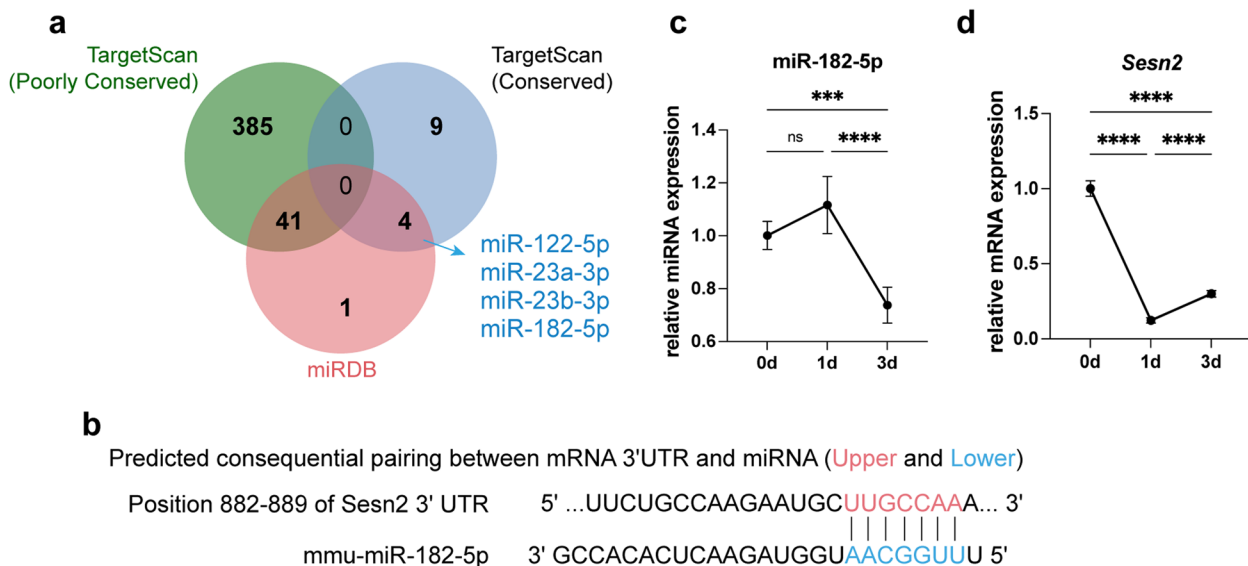 a
TargetScan
(Poorly Conserved)
TargetScan
(Conserved)
385
0
9
0
41
4
1
miR-122-5p
miR-23a-3p
miR-23b-3p
miR-182-5p
miRDB
c
miR-182-5p
relative miRNA expression
***
ns
****
1.4
1.2
1.0
0.8
0.6
0d 1d 3d
d
Sesn2
relative mRNA expression
****
**** ****
1.5
1.0
0.5
0.0
0d 1d 3d
b
Predicted consequential pairing between mRNA 3'UTR and miRNA (Upper and Lower)
Position 882-889 of Sesn2 3' UTR 5' ...UUCUGCCAAGAAUGCUUGCCAAA... 3'
mmu-miR-182-5p 3' GCCACACUCAAGAUGGUAACGGUUU 5'